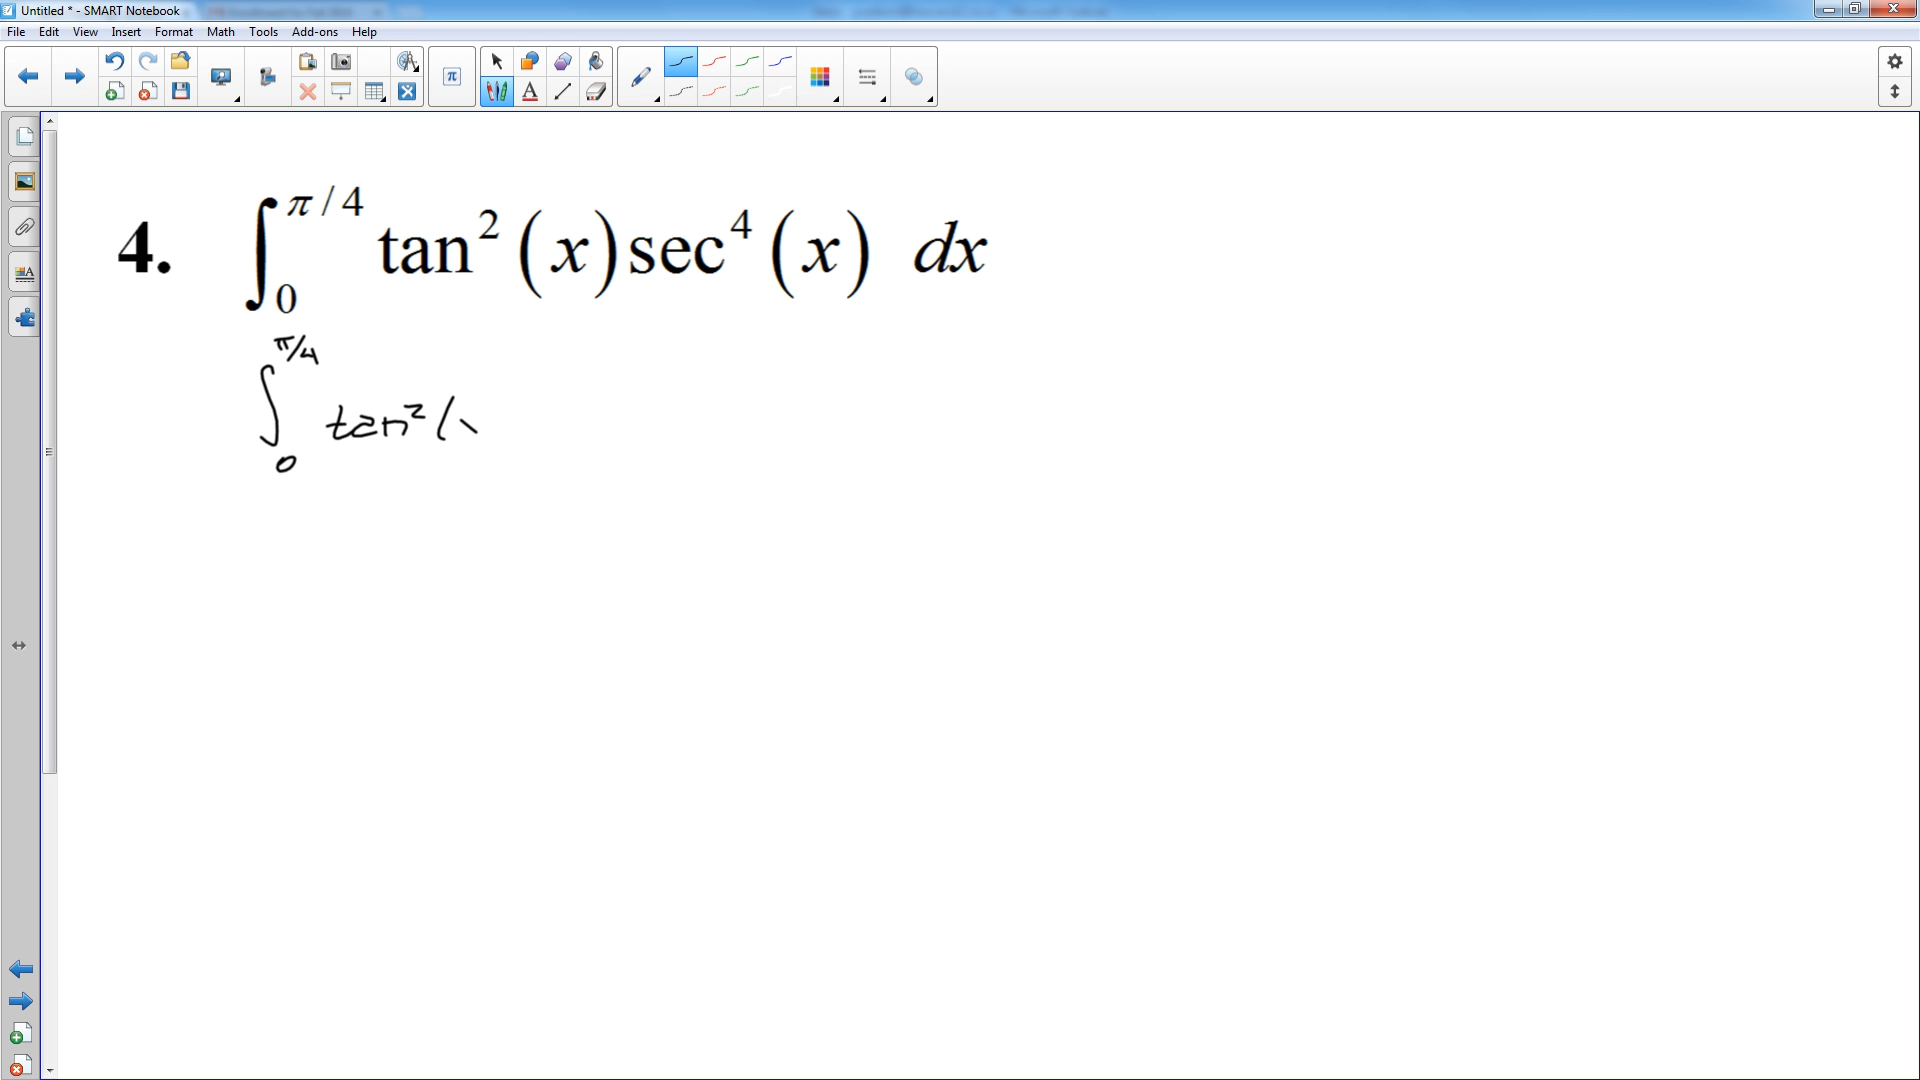 Untitled * - SMART Notebook
File Edit View Insert Format Math Tools Add-ons Help
π
A
A
4. ∫₀^{π/4} tan²(x)sec⁴(x) dx
∫₀^{π/4} tan²(